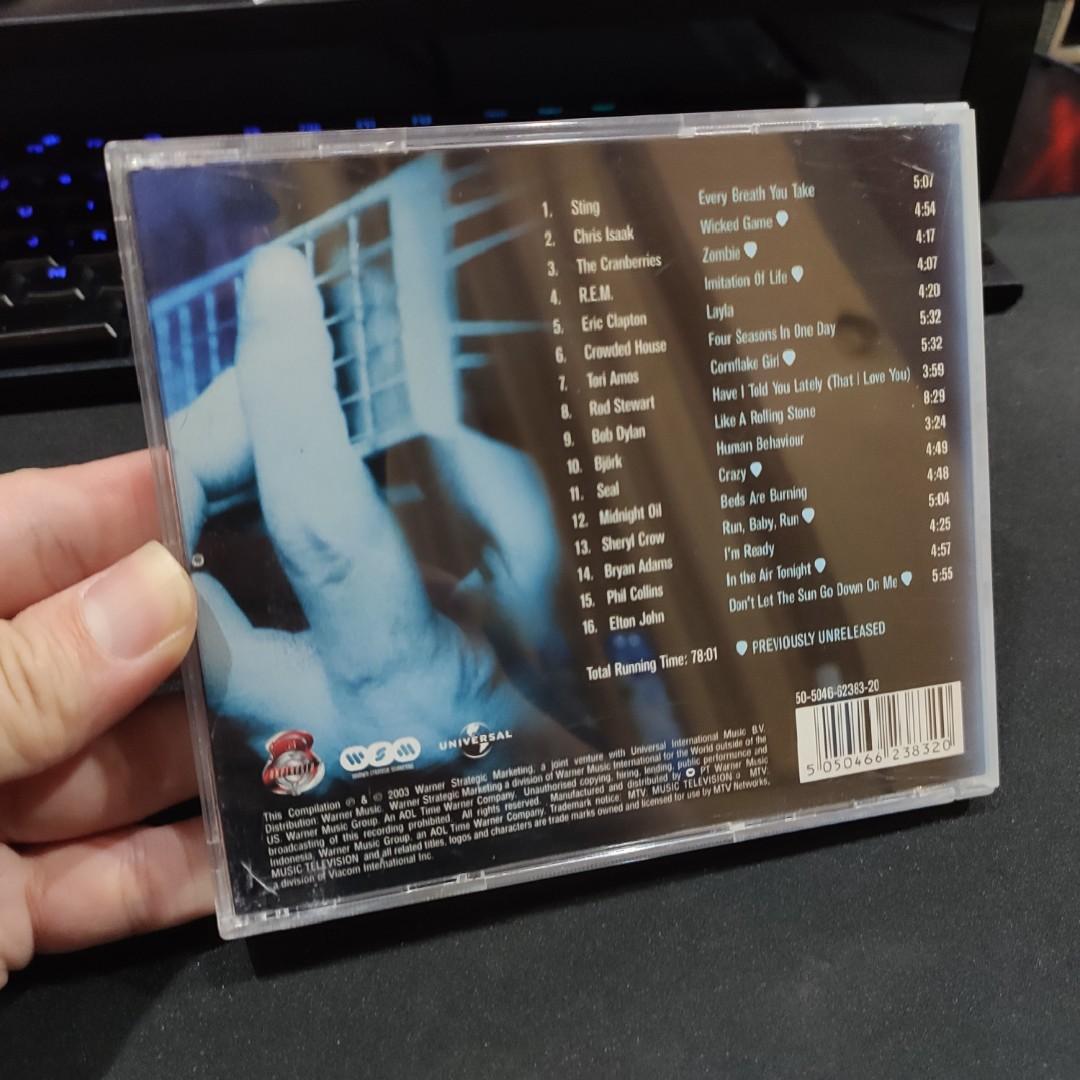 1. Sting Every Breath You Take 5:07
2. Chris Isaak Wicked Game 4:54
3. The Cranberries Zombie 4:17
4. R.E.M. Imitation Of Life 4:07
5. Eric Clapton Layla 4:20
6. Crowded House Four Seasons In One Day 5:32
7. Tori Amos Cornflake Girl 5:32
8. Rod Stewart Have I Told You Lately (That I Love You) 3:59
9. Bob Dylan Like A Rolling Stone 8:29
10. Björk Human Behaviour 3:24
11. Seal Crazy 4:49
12. Midnight Oil Beds Are Burning 4:48
13. Sheryl Crow Run, Baby, Run 5:04
14. Bryan Adams I'm Ready 4:25
15. Phil Collins In the Air Tonight 4:57
16. Elton John Don't Let The Sun Go Down On Me 5:55
Total Running Time: 78:01 PREVIOUSLY UNRELEASED
50-5046-62383-20
5 050466 238320
UNIVERSAL
This Compilation ℗ & © 2003 Warner Strategic Marketing, a joint venture with Universal International Music B.V.
Distribution Warner Music. Warner Strategic Marketing a division of Warner Music International for the World outside of the
US. Warner Music Group An AOL Time Warner Company. Unauthorised copying, hiring, lending, public performance and
broadcasting of this recording prohibited. All rights reserved. Manufactured and distributed by PT Warner Music
Indonesia, Warner Music Group an AOL Time Warner Company. Trademark notice MTV, MUSIC TELEVISION, MTV,
MUSIC TELEVISION and all related titles, logos and characters are trade marks owned and licensed for use by MTV Networks,
a division of Viacom International Inc.